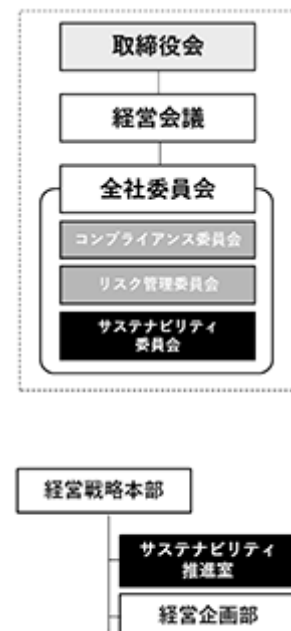 取締役会
経営会議
全社委員会
コンプライアンス委員会
リスク管理委員会
サステナビリティ
委員会
経営戦略本部
サステナビリティ
推進室
経営企画部